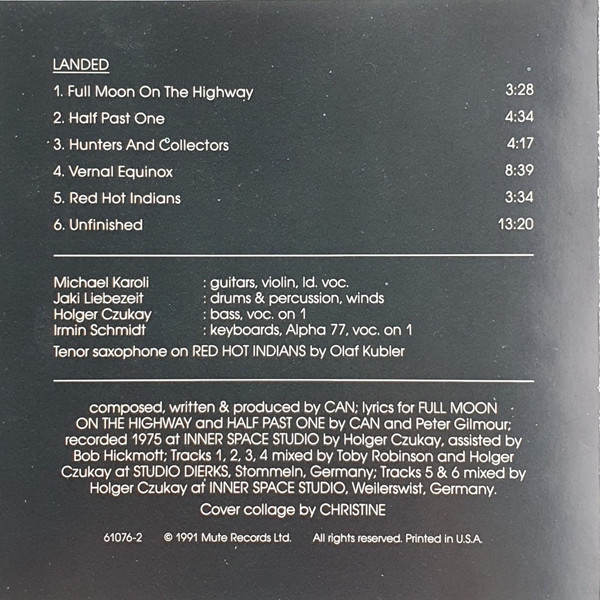 LANDED
1. Full Moon On The Highway 3:28
2. Half Past One 4:34
3. Hunters And Collectors 4:17
4. Vernal Equinox 8:39
5. Red Hot Indians 3:34
6. Unfinished 13:20
Michael Karoli : guitars, violin, ld. voc.
Jaki Liebezeit : drums & percussion, winds
Holger Czukay : bass, voc. on 1
Irmin Schmidt : keyboards, Alpha 77, voc. on 1
Tenor saxophone on RED HOT INDIANS by Olaf Kubler
composed, written & produced by CAN; lyrics for FULL MOON
ON THE HIGHWAY and HALF PAST ONE by CAN and Peter Gilmour;
recorded 1975 at INNER SPACE STUDIO by Holger Czukay, assisted by
Bob Hickmott; Tracks 1, 2, 3, 4 mixed by Toby Robinson and Holger
Czukay at STUDIO DIERKS, Stommeln, Germany; Tracks 5 & 6 mixed by
Holger Czukay at INNER SPACE STUDIO, Weilerswist, Germany.
Cover collage by CHRISTINE
61076-2 © 1991 Mute Records Ltd. All rights reserved. Printed in U.S.A.